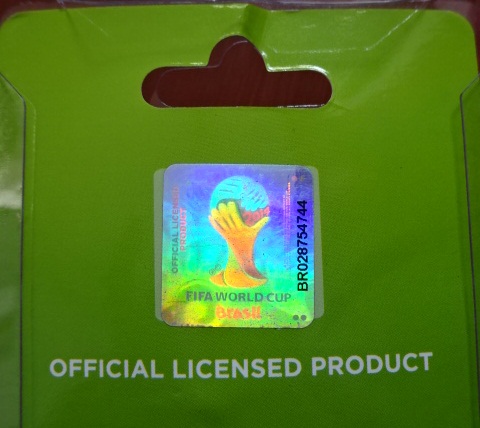 OFFICIAL LICENSED
PRODUCT
BR028754744
FIFA WORLD CUP
Brasil
OFFICIAL LICENSED PRODUCT